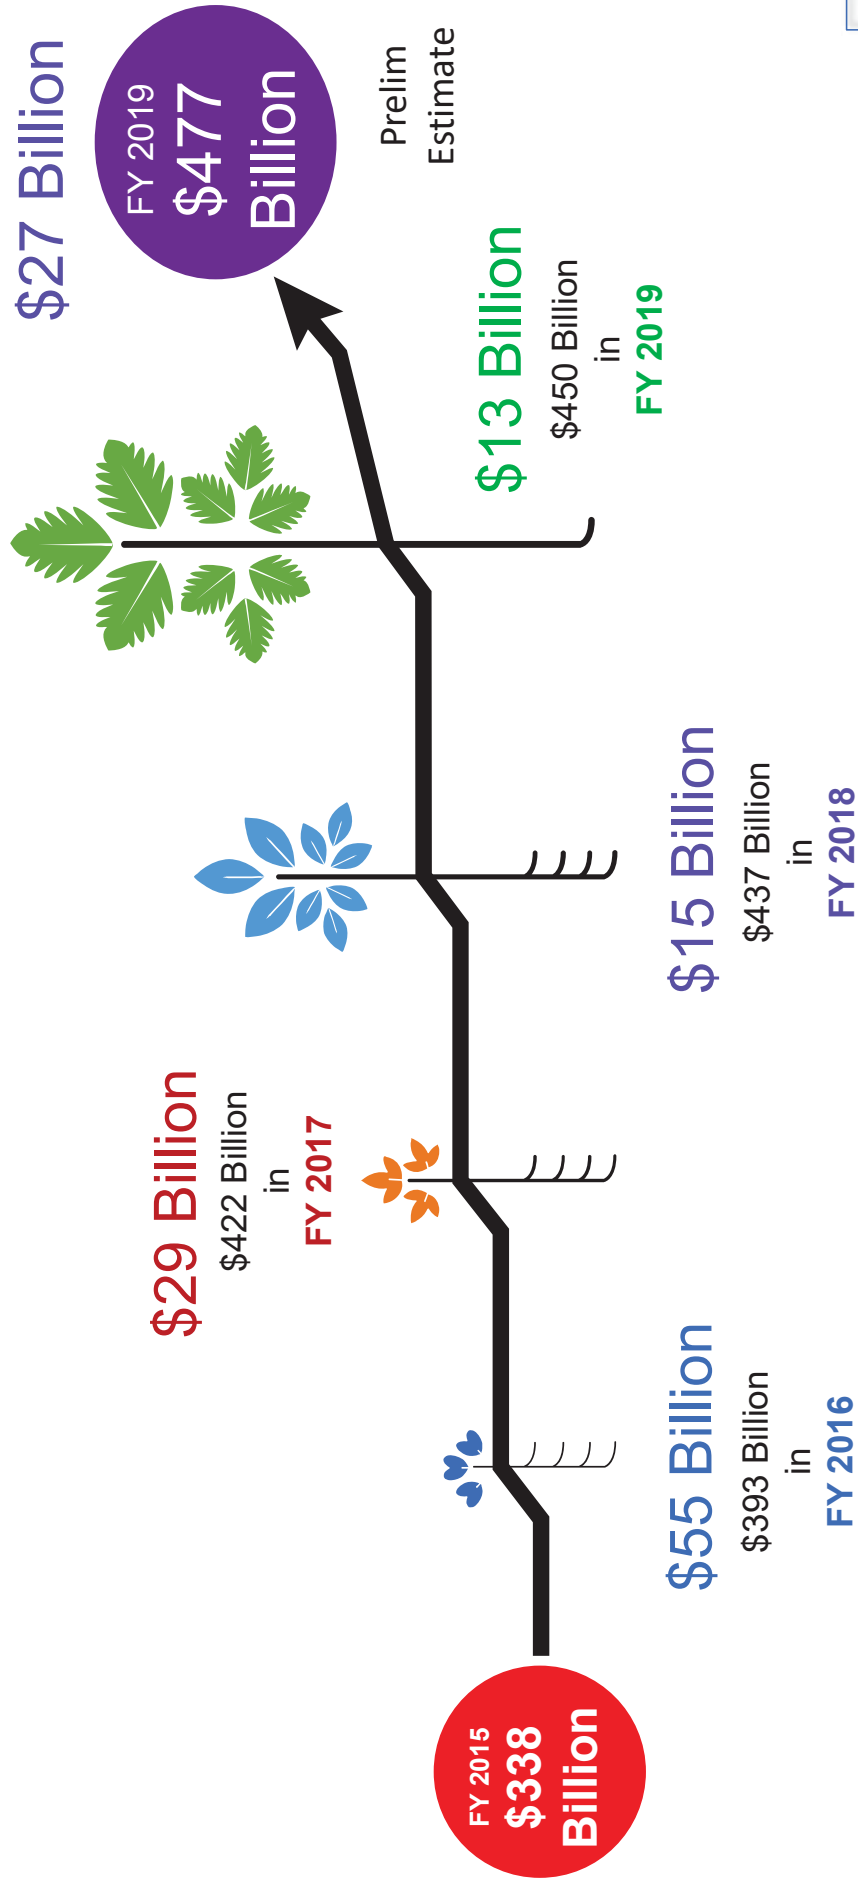 FY 2015
$338
Billion
$55 Billion
$393 Billion
in
FY 2016
$29 Billion
$422 Billion
in
FY 2017
$15 Billion
$437 Billion
in
FY 2018
$13 Billion
$450 Billion
in
FY 2019
$27 Billion
FY 2019
$477
Billion
Prelim
Estimate